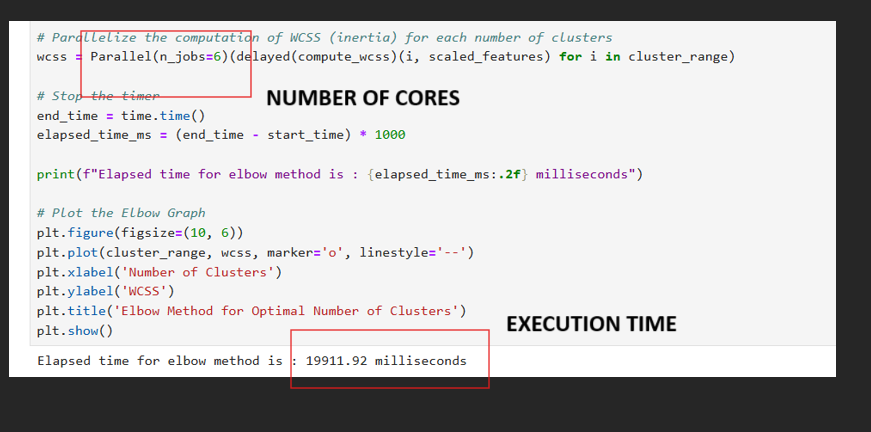 # Parallelize the computation of WCSS (inertia) for each number of clusters
wcss = Parallel(n_jobs=6)(delayed(compute_wcss)(i, scaled_features) for i in cluster_range)
# Stop the timer
NUMBER OF CORES
end_time = time.time()
elapsed_time_ms = (end_time - start_time) * 1000
print(f"Elapsed time for elbow method is : {elapsed_time_ms:.2f} milliseconds")
# Plot the Elbow Graph
plt.figure(figsize=(10, 6))
plt.plot(cluster_range, wcss, marker='o', linestyle='--')
plt.xlabel('Number of Clusters')
plt.ylabel('WCSS')
plt.title('Elbow Method for Optimal Number of Clusters')
plt.show()
EXECUTION TIME
Elapsed time for elbow method is : 19911.92 milliseconds